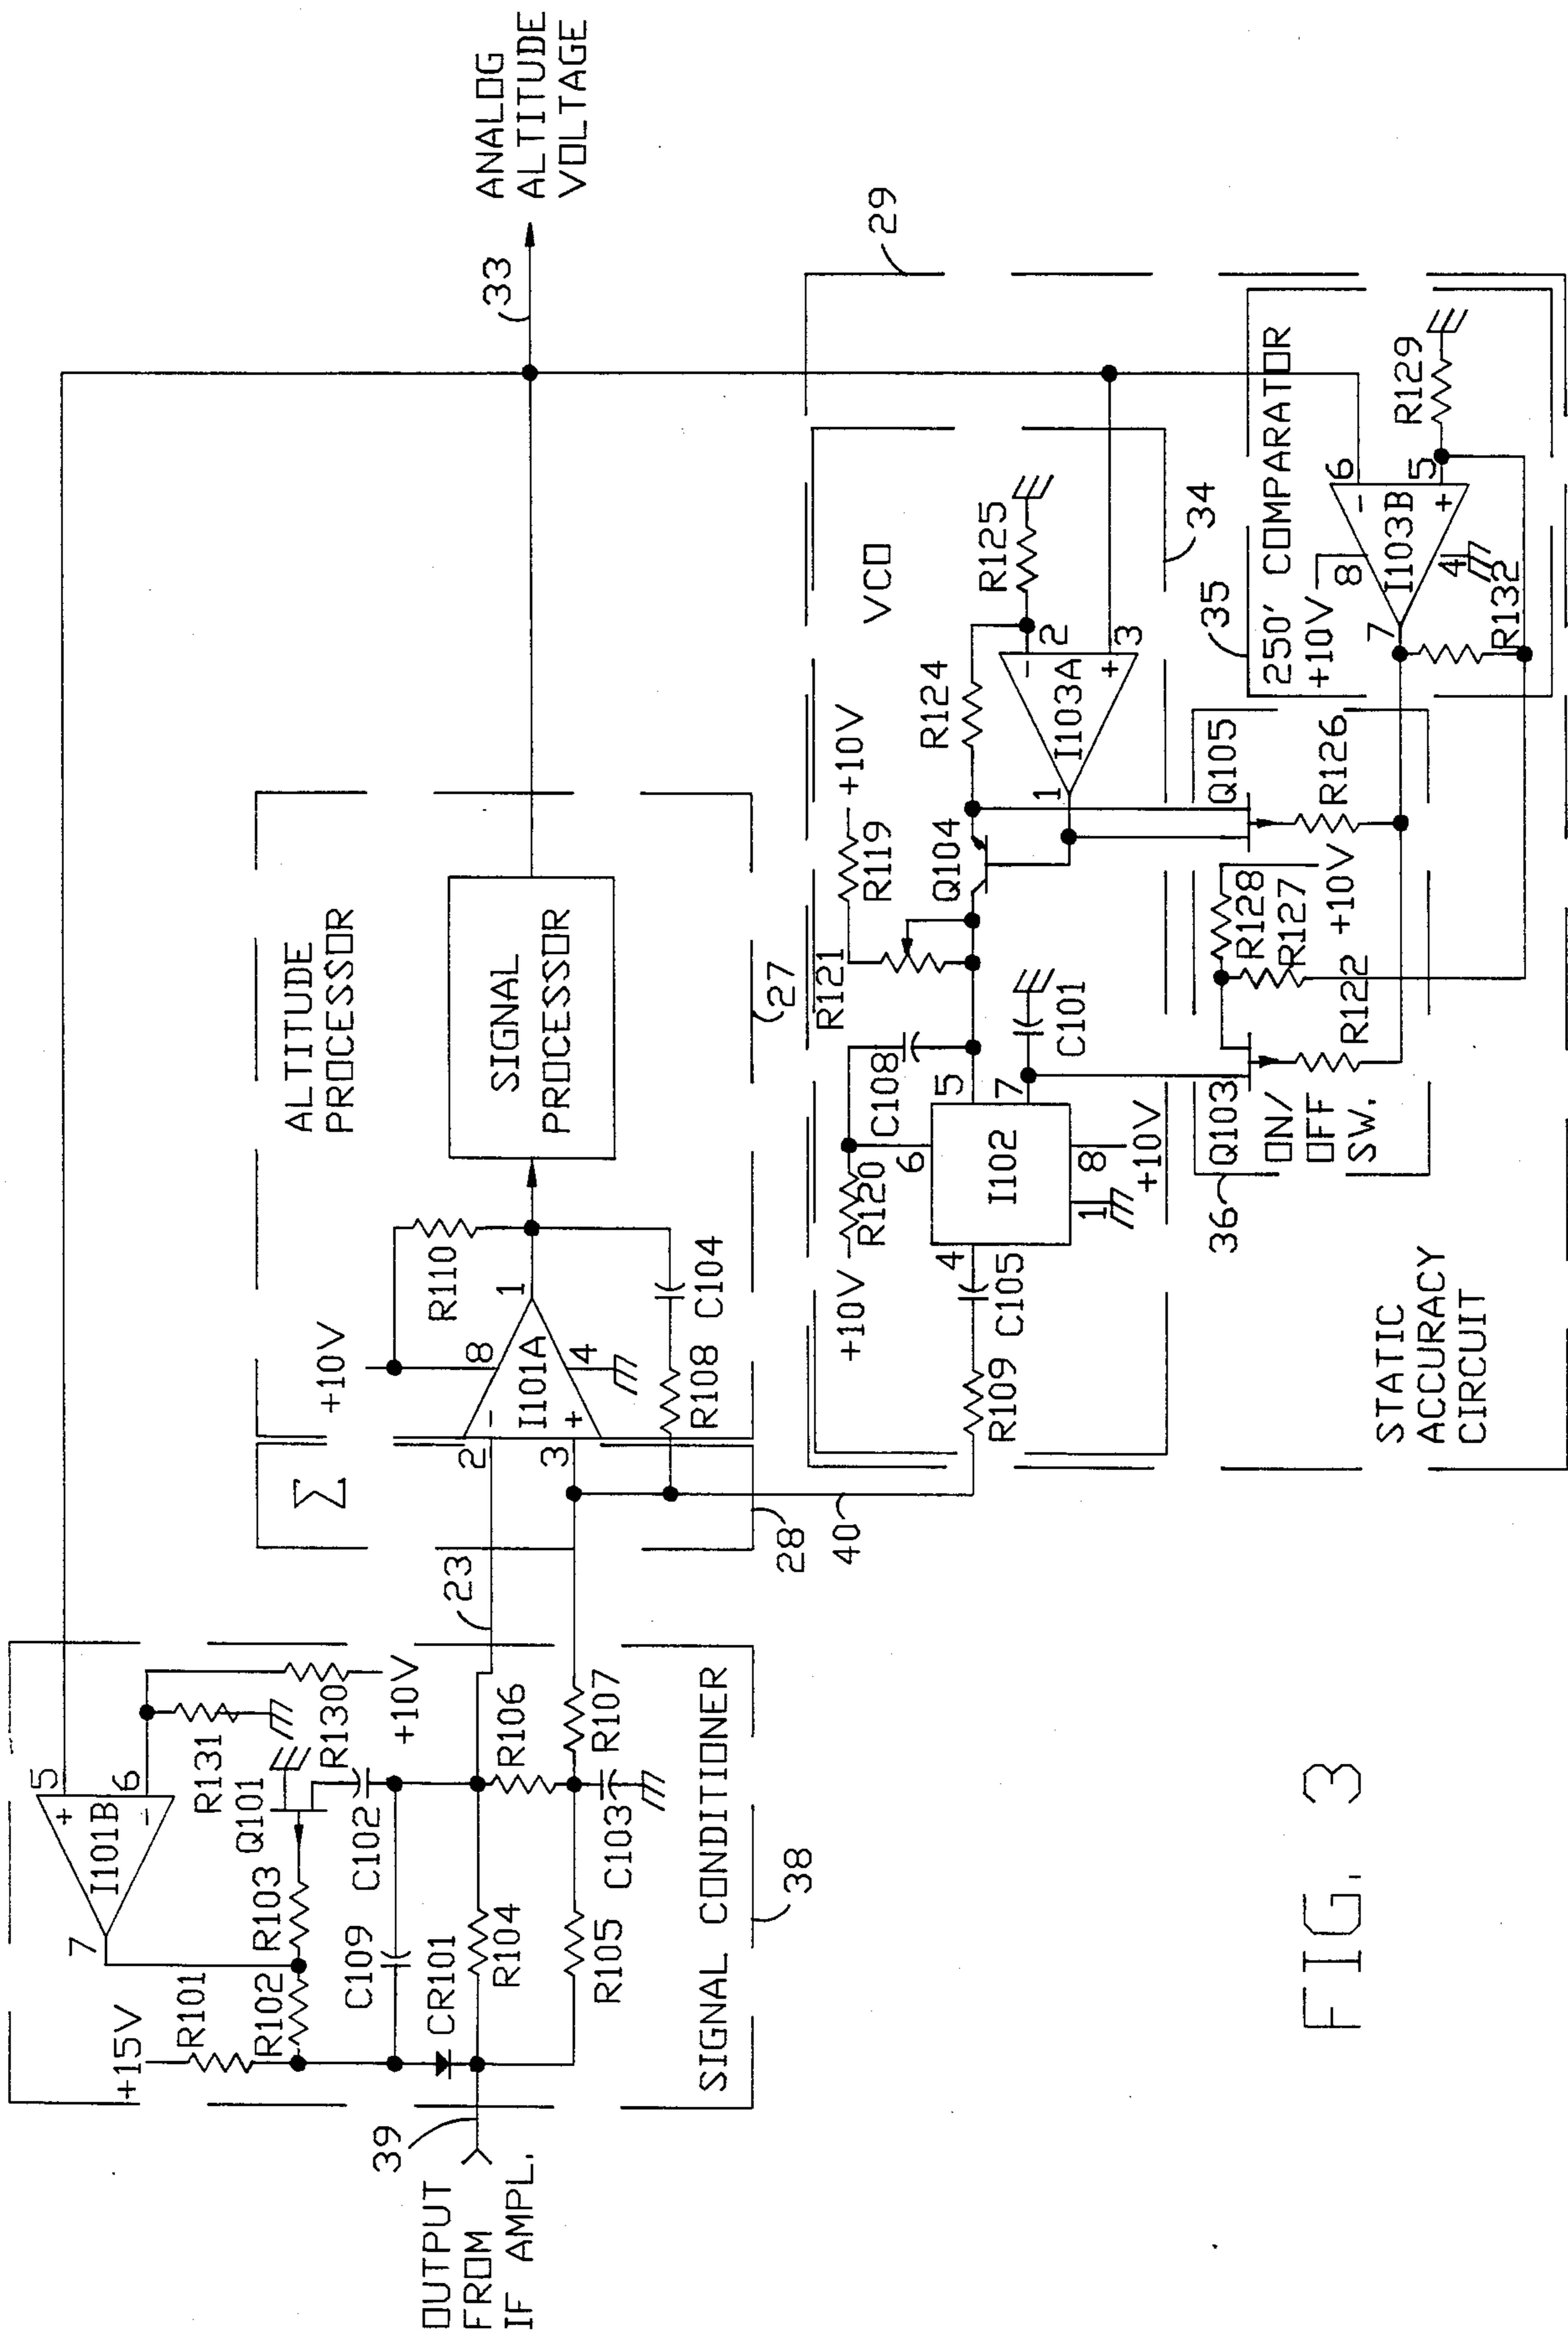 OUTPUT
FROM
IF AMPL.
39
SIGNAL CONDITIONER
38
+15V
R101
R102
R103
C109
CR101
R104
R105
7
I101B
+
5
-
6
R131
Q101
R130
+10V
C102
C103
R106
R107
23
Σ
28
40
ALTITUDE
PROCESSOR
27
+10V
2
-
3
+
I101A
8
4
1
R110
R108
C104
SIGNAL
PROCESSOR
33
ANALOG
ALTITUDE
VOLTAGE
STATIC
ACCURACY
CIRCUIT
29
VCO
34
R109
C105
4
I102
1
8
+10V
6
5
7
+10V
R120
C108
C101
R121
R119
+10V
Q104
R124
R125
1
I103A
-
2
+
3
36
Q103
ON/
OFF
SW.
R122
R127
R128
+10V
Q105
R126
35
250' COMPARATOR
+10V
8
7
I103B
-
6
+
5
4
R132
R129
FIG. 3